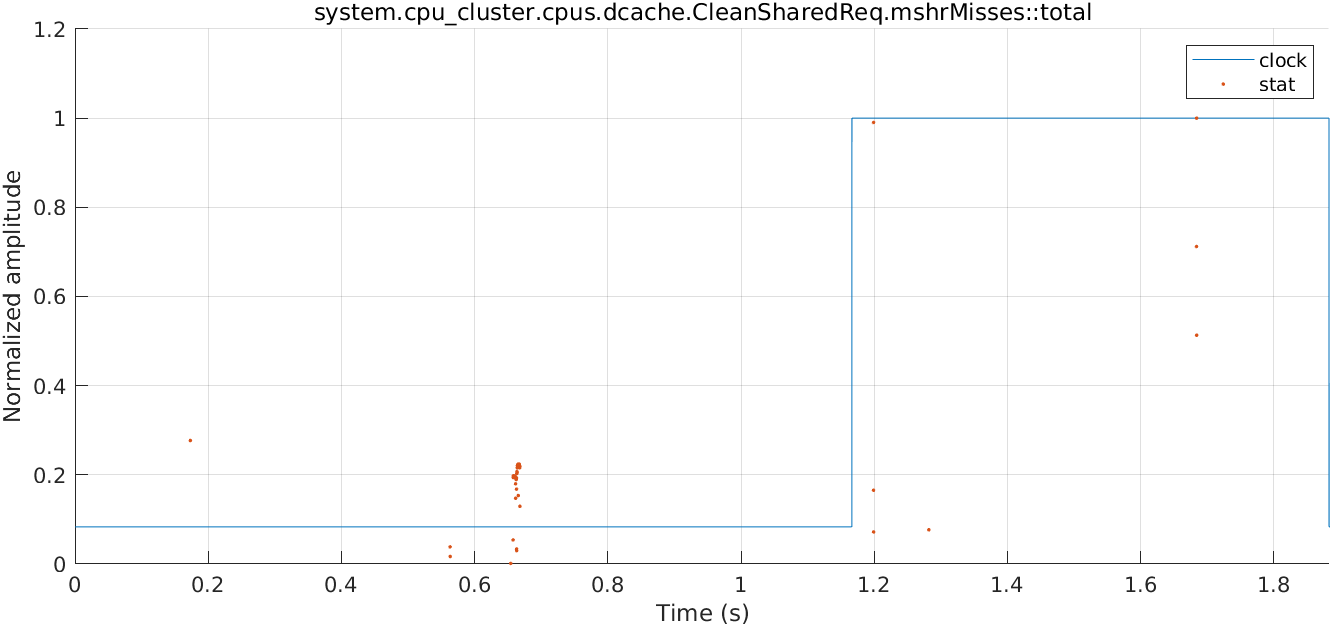 system.cpu_cluster.cpus.dcache.CleanSharedReq.mshrMisses::total
clock
stat
Normalized amplitude
1.2
1
0.8
0.6
0.4
0.2
0
0 0.2 0.4 0.6 0.8 1 1.2 1.4 1.6 1.8
Time (s)